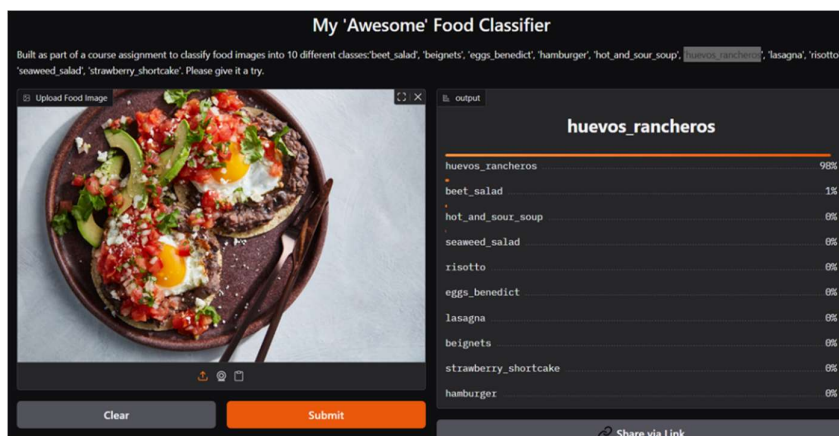 My 'Awesome' Food Classifier
Built as part of a course assignment to classify food images into 10 different classes:'beet_salad', 'beignets', 'eggs_benedict', 'hamburger', 'hot_and_sour_soup', 'huevos_rancheros', 'lasagna', 'risotto
'seaweed_salad', 'strawberry_shortcake'. Please give it a try.
Upload Food Image
output
huevos_rancheros
huevos_rancheros 98%
beet_salad 1%
hot_and_sour_soup 0%
seaweed_salad 0%
risotto 0%
eggs_benedict 0%
lasagna 0%
beignets 0%
strawberry_shortcake 0%
hamburger 0%
Clear
Submit
Share via Link